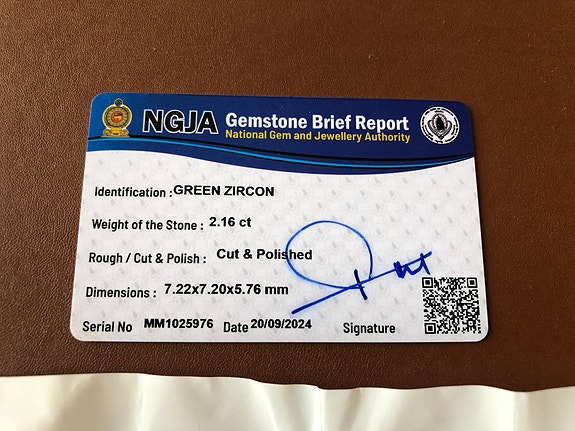 NGJA Gemstone Brief Report
National Gem and Jewellery Authority
Identification : GREEN ZIRCON
Weight of the Stone : 2.16 ct
Rough / Cut & Polish : Cut & Polished
Dimensions : 7.22x7.20x5.76 mm
Serial No MM1025976 Date 20/09/2024 Signature